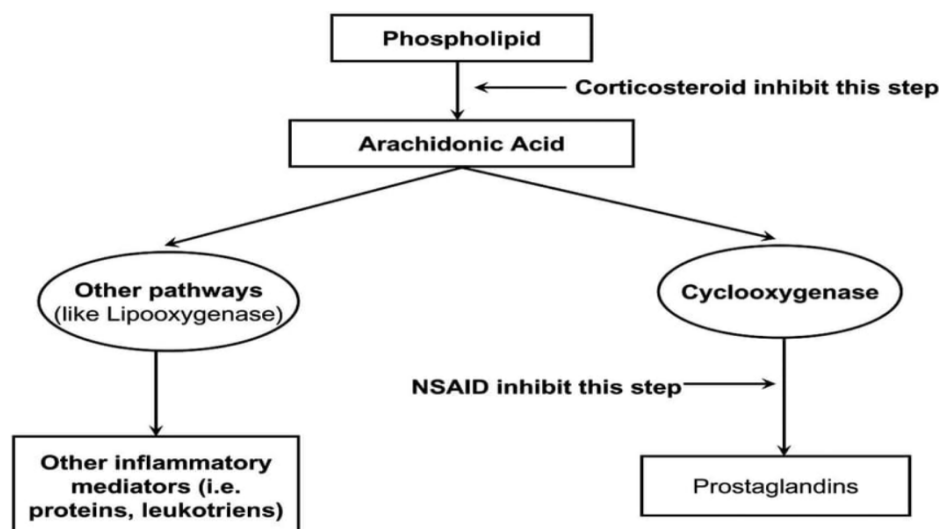 Phospholipid
Corticosteroid inhibit this step
Arachidonic Acid
Other pathways
(like Lipooxygenase)
Cyclooxygenase
NSAID inhibit this step
Other inflammatory
mediators (i.e.
proteins, leukotriens)
Prostaglandins